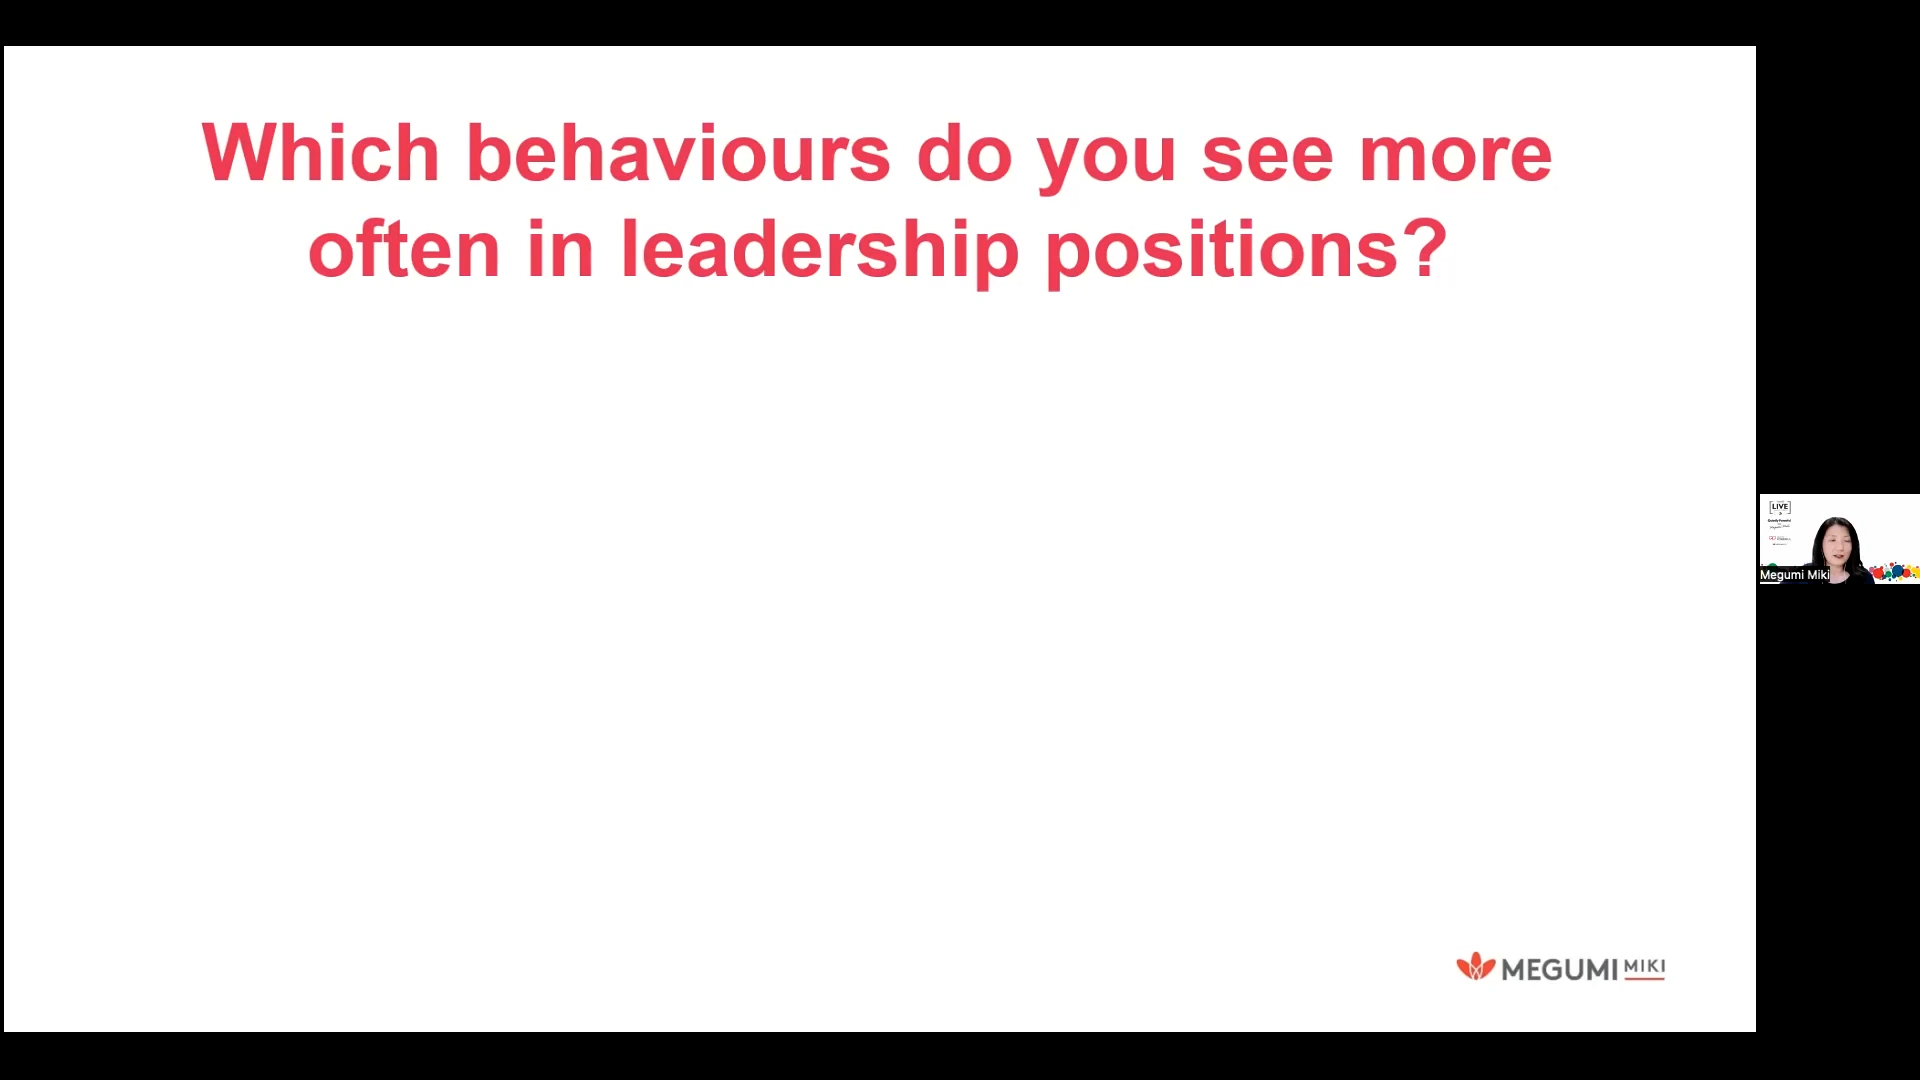 Which behaviours do you see more
often in leadership positions?
LIVE
Megumi Miki
MEGUMI MIKI